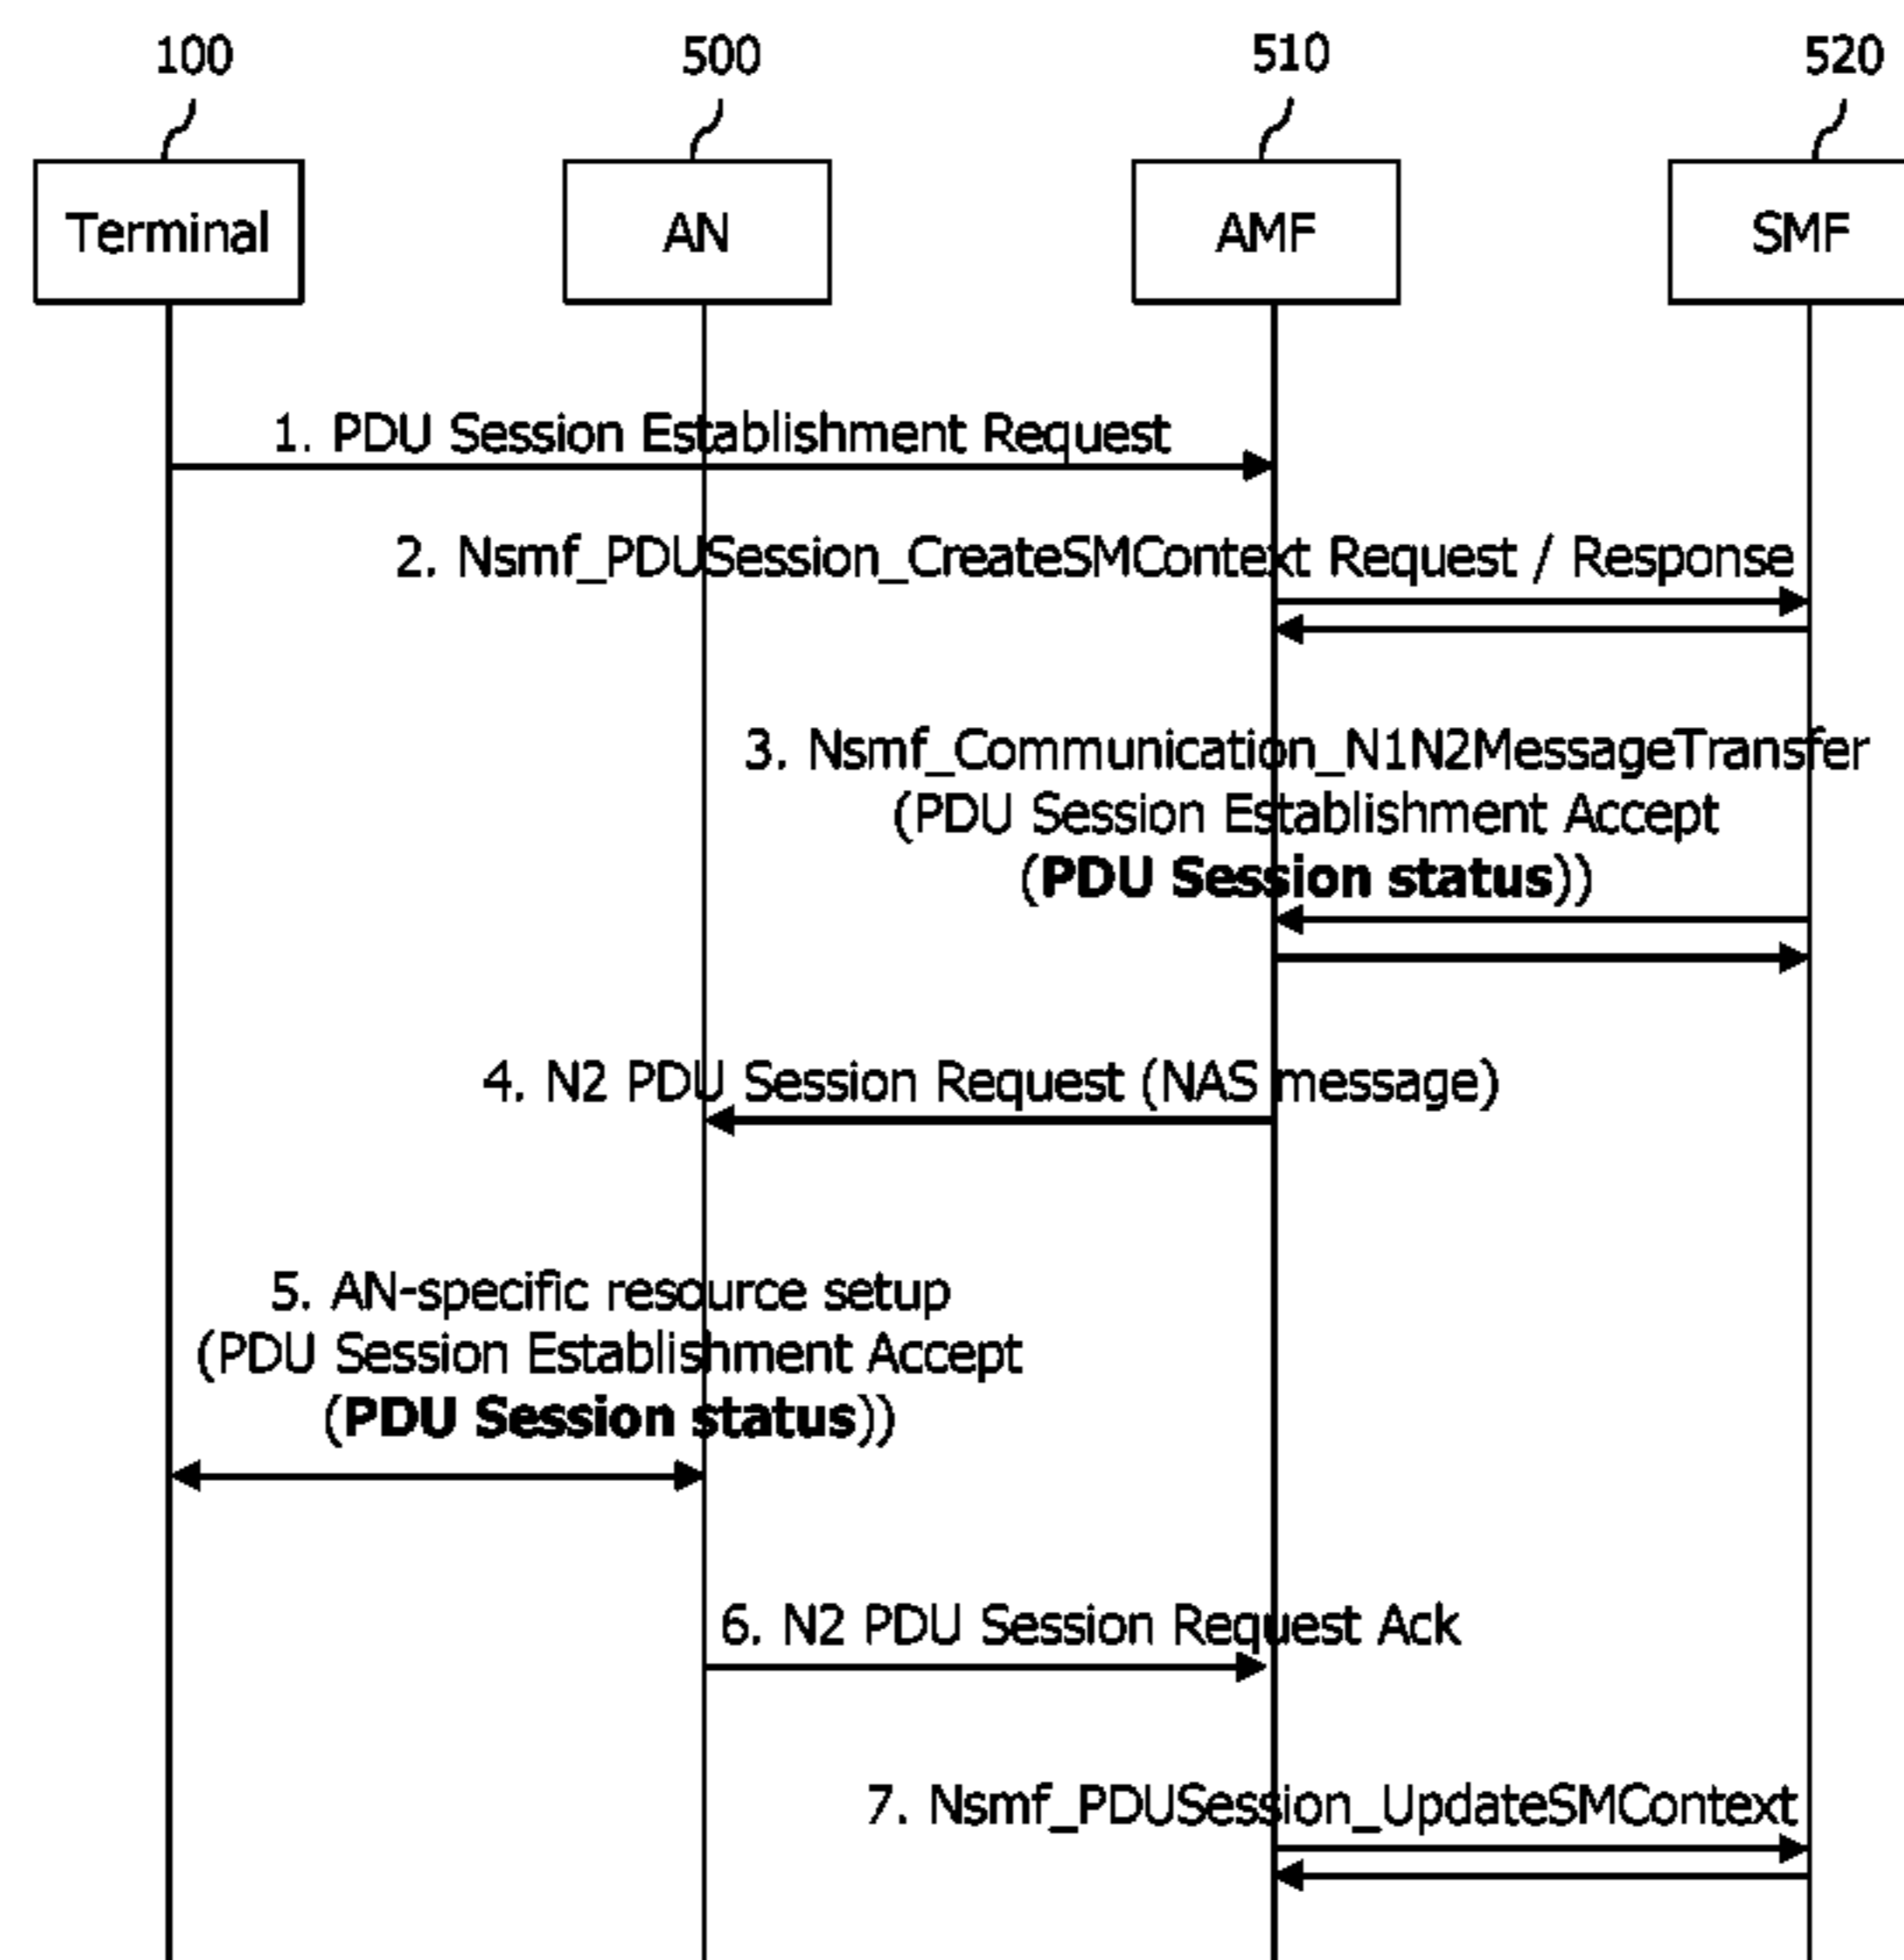 100
500
510
520
Terminal
AN
AMF
SMF
1. PDU Session Establishment Request
2. Nsmf_PDUSession_CreateSMContext Request / Response
3. Nsmf_Communication_N1N2MessageTransfer
(PDU Session Establishment Accept
(PDU Session status))
4. N2 PDU Session Request (NAS message)
5. AN-specific resource setup
(PDU Session Establishment Accept
(PDU Session status))
6. N2 PDU Session Request Ack
7. Nsmf_PDUSession_UpdateSMContext